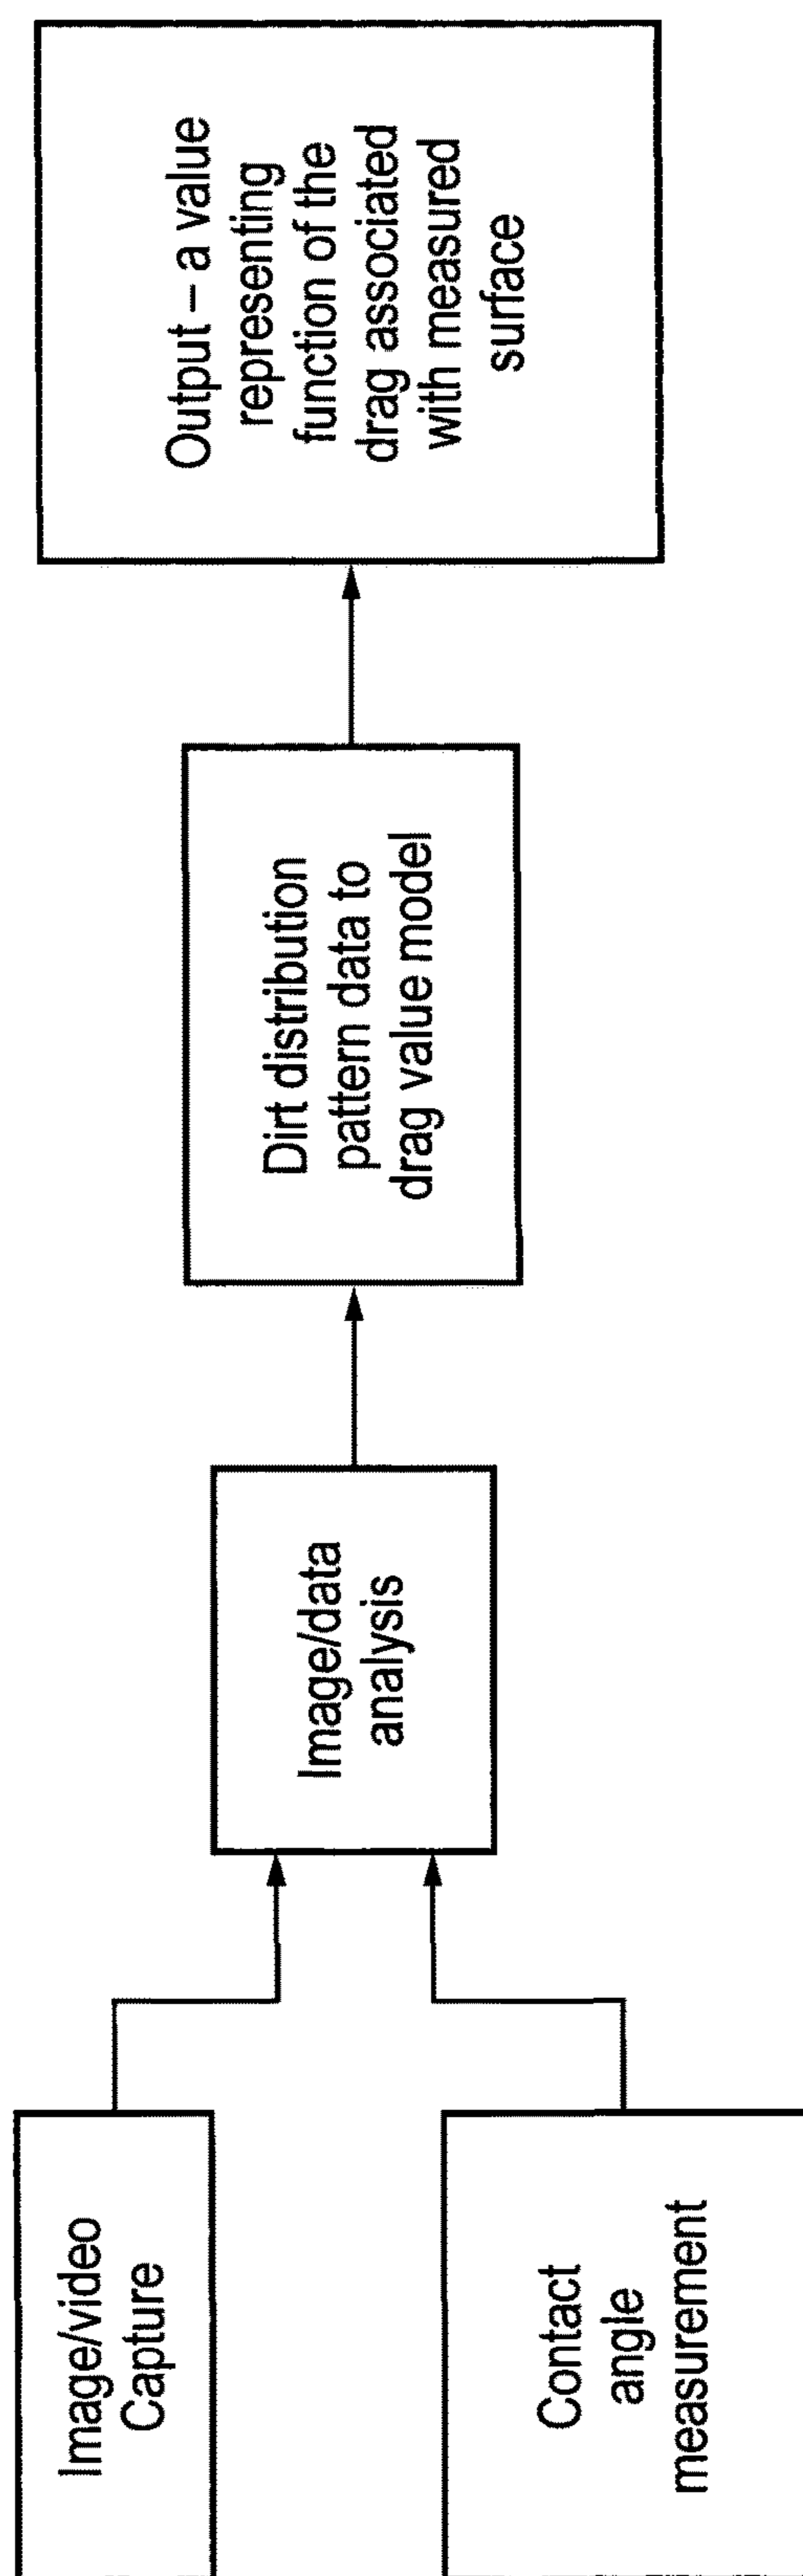 Image/video
Capture
Contact
angle
measurement
Image/data
analysis
Dirt distribution
pattern data to
drag value model
Output – a value
representing
function of the
drag associated
with measured
surface